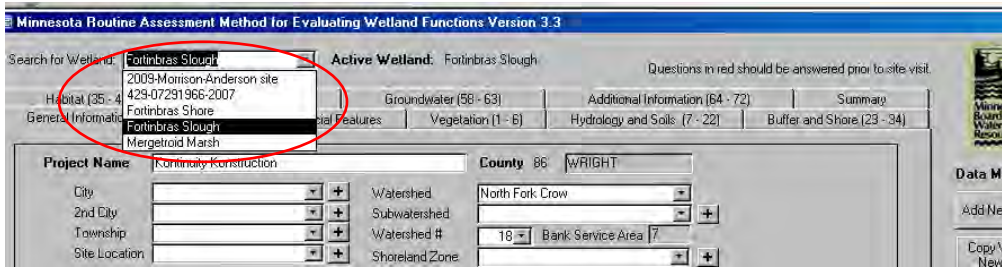 Minnesota Routine Assessment Method for Evaluating Wetland Functions Version 3.3
Search for Wetland: Fortinbras Slough Active Wetland: Fortinbras Slough
Questions in red should be answered prior to site visit.
2009-Morrison-Anderson site
429-07291966-2007
Fortinbras Shore
Fortinbras Slough
Mergetroid Marsh
Habitat (35 - 4 Groundwater (58 - 63) Additional Information (64 - 72) Summary
General Informatio cial Features Vegetation (1 - 6) Hydrology and Soils (7 - 22) Buffer and Shore (23 - 34)
Project Name Kontinuity Konstruction County 86 WRIGHT
City + Watershed North Fork Crow
2nd City + Subwatershed +
Township + Watershed # 18 Bank Service Area 7
Site Location + Shoreland Zone +
Data M
Add Ne
Copy
New